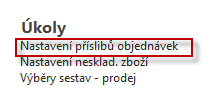 Úkoly
Nastavení příslibů objednávek
Nastavení nesklad. zboží
Výběry sestav - prodej